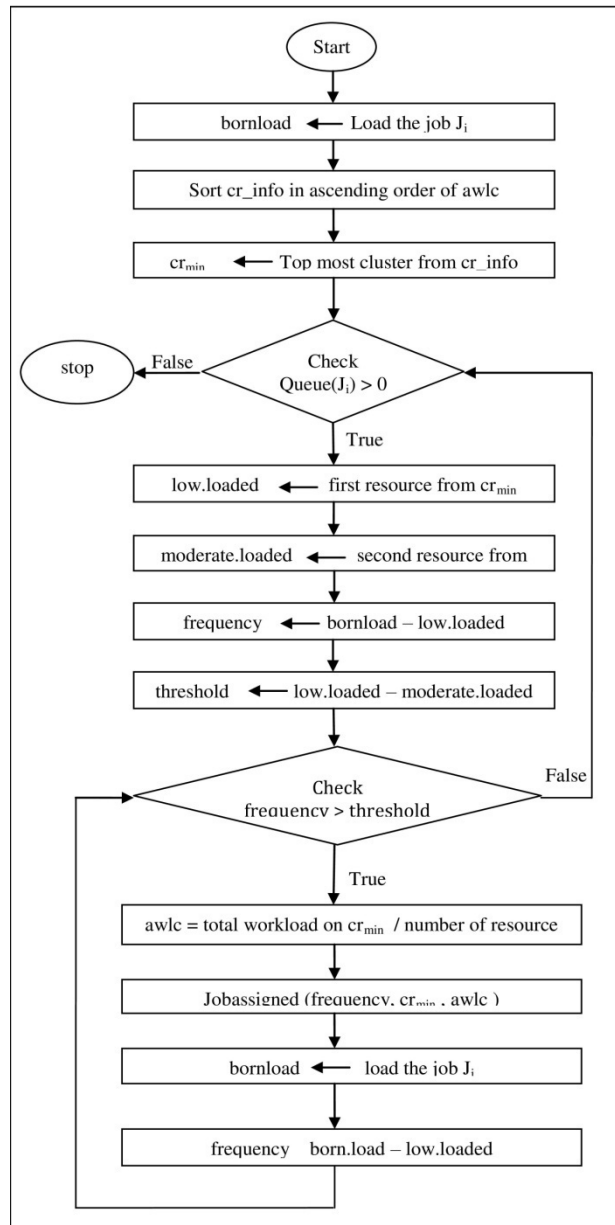 Start
bornload ← Load the job Jᵢ
Sort cr_info in ascending order of awlc
crₘᵢₙ ← Top most cluster from cr_info
Check
Queue(Jᵢ) > 0
False
stop
True
low.loaded ← first resource from crₘᵢₙ
moderate.loaded ← second resource from
frequency ← bornload – low.loaded
threshold ← low.loaded – moderate.loaded
Check
frequency > threshold
False
True
awlc = total workload on crₘᵢₙ / number of resource
Jobassigned (frequency, crₘᵢₙ , awlc )
bornload ← load the job Jᵢ
frequency born.load – low.loaded